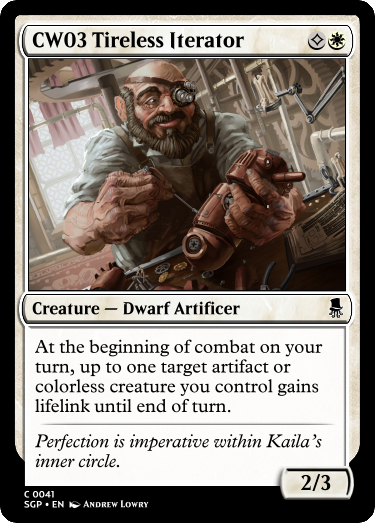 CW03 Tireless Iterator
Creature — Dwarf Artificer
At the beginning of combat on your
turn, up to one target artifact or
colorless creature you control gains
lifelink until end of turn.
Perfection is imperative within Kaila's
inner circle.
2/3
C 0041
SGP • EN Andrew Lowry